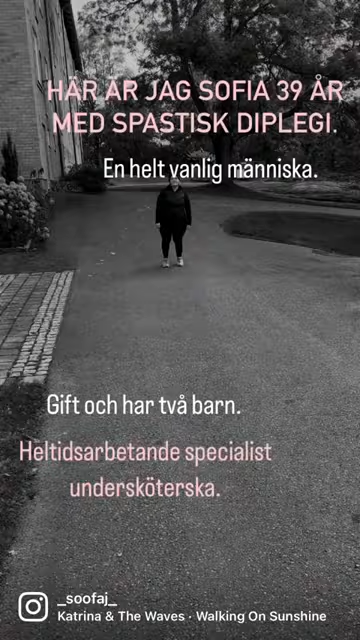 HÄR ÄR JAG SOFIA 39 ÅR
MED SPASTISK DIPLEGI.
En helt vanlig människa.
Gift och har två barn.
Heltidsarbetande specialist
undersköterska.
_soofaj_
Katrina & The Waves · Walking On Sunshine